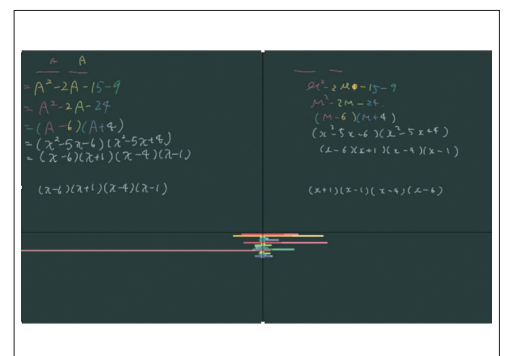 A A
= A²-2A-15-9
= A²-2A-24
= (A-6)(A+4)
= (x²-5x-6)(x²-5x+4)
= (x-6)(x+1)(x-4)(x-1)
(x-6)(x+1)(x-4)(x-1)
M²-2M-15-9
M²-2M-24
(M-6)(M+4)
(x²-5x-6)(x²-5x+4)
(x-6)(x+1)(x-4)(x-1)
(x+1)(x-1)(x-4)(x-6)